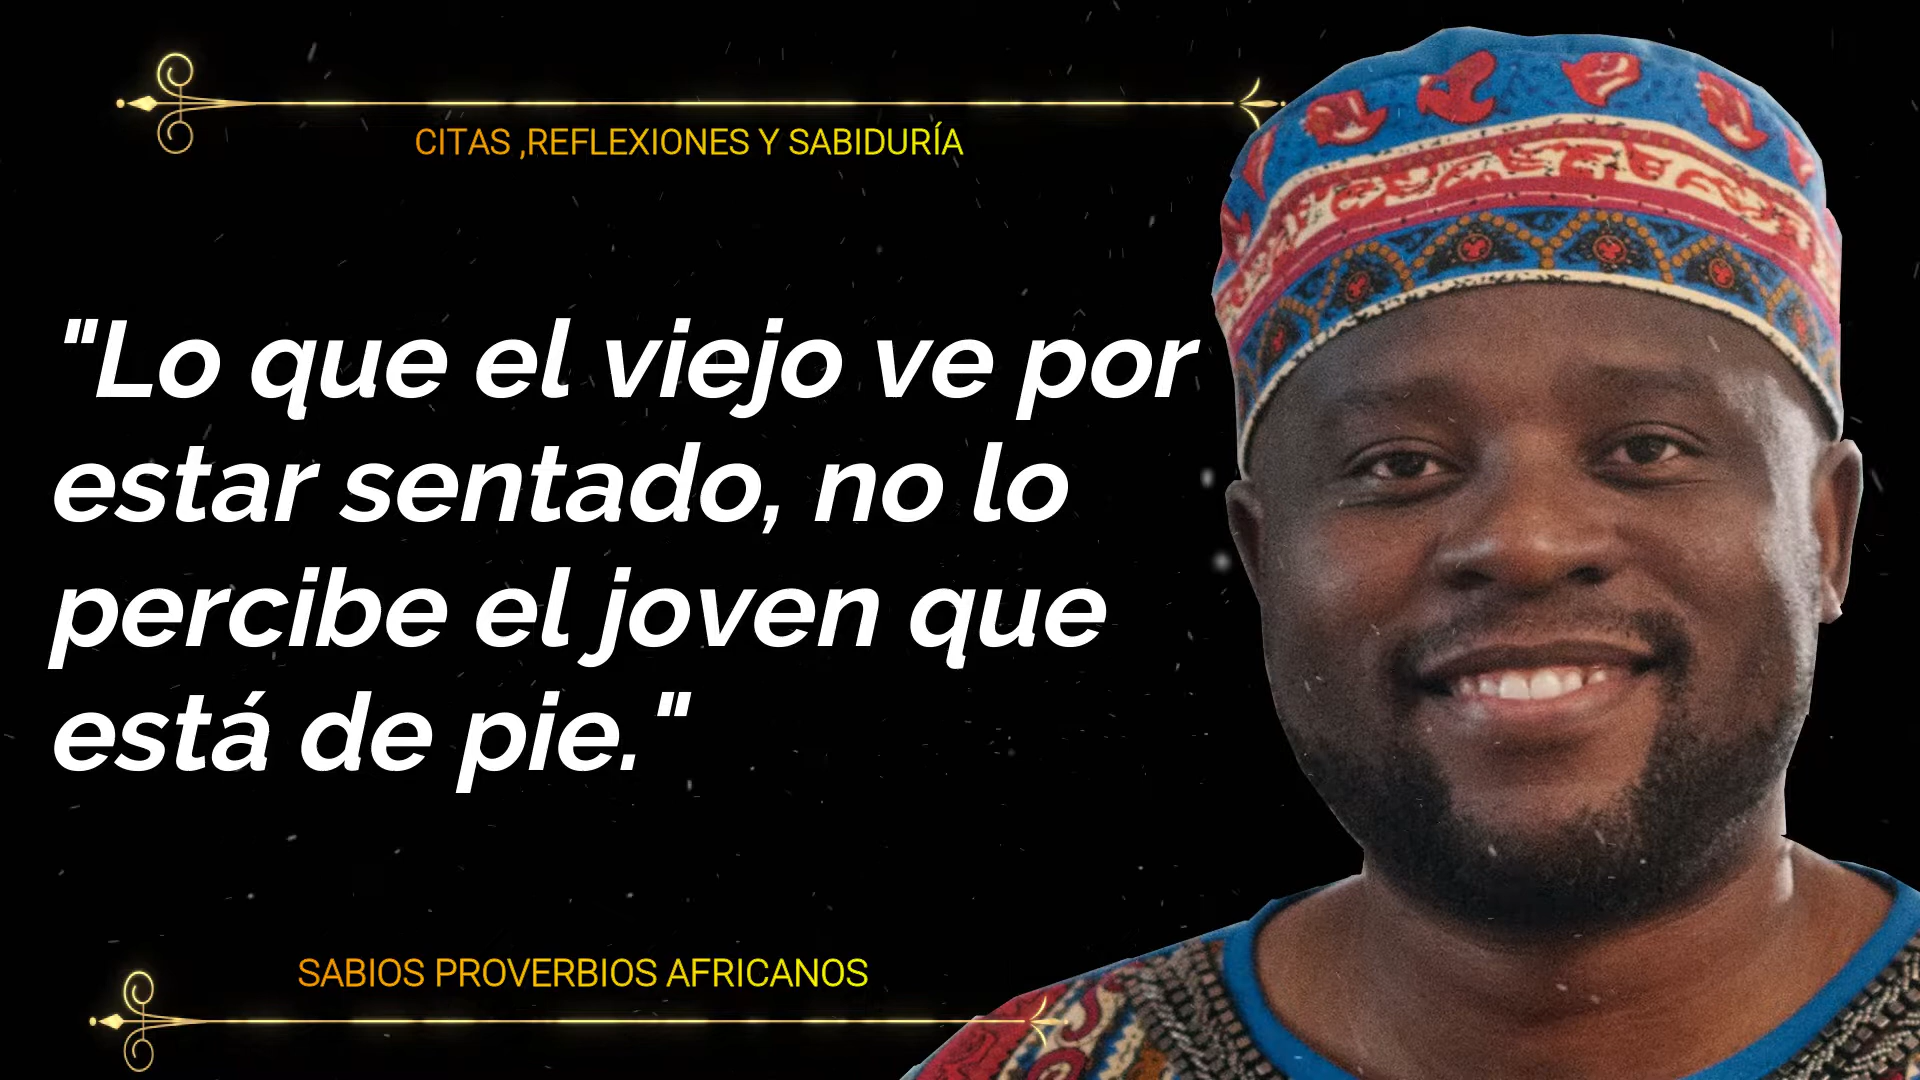 CITAS ,REFLEXIONES Y SABIDURÍA
"Lo que el viejo ve por
estar sentado, no lo
percibe el joven que
está de pie."
SABIOS PROVERBIOS AFRICANOS